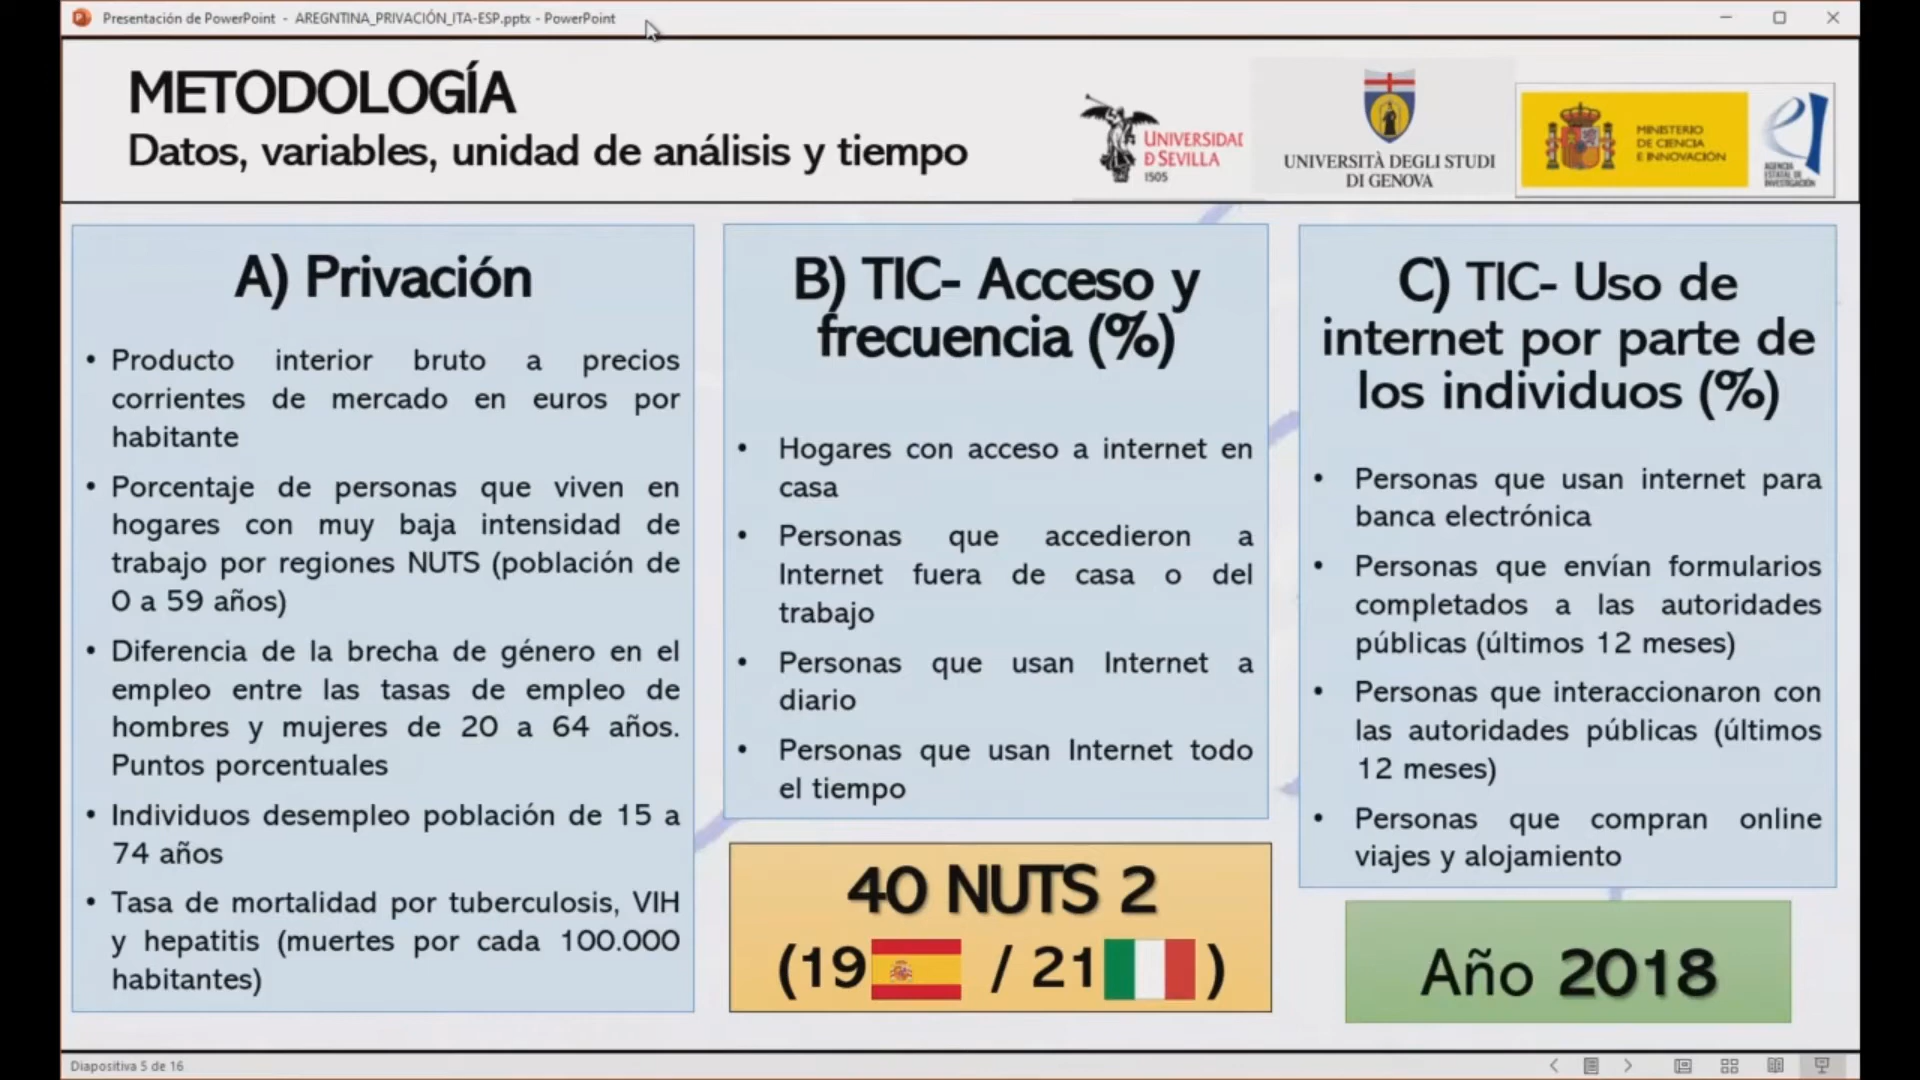 Presentación de PowerPoint - AREGNTINA_PRIVACIÓN_ITA-ESP.pptx - PowerPoint
METODOLOGÍA
Datos, variables, unidad de análisis y tiempo
UNIVERSIDAD
D SEVILLA
1505
UNIVERSITÀ DEGLI STUDI
DI GENOVA
MINISTERIO
DE CIENCIA
E INNOVACIÓN
AGENCIA
ESTATAL DE
INVESTIGACIÓN
A) Privación
• Producto interior bruto a precios
corrientes de mercado en euros por
habitante
• Porcentaje de personas que viven en
hogares con muy baja intensidad de
trabajo por regiones NUTS (población de
0 a 59 años)
• Diferencia de la brecha de género en el
empleo entre las tasas de empleo de
hombres y mujeres de 20 a 64 años.
Puntos porcentuales
• Individuos desempleo población de 15 a
74 años
• Tasa de mortalidad por tuberculosis, VIH
y hepatitis (muertes por cada 100.000
habitantes)
B) TIC- Acceso y
frecuencia (%)
• Hogares con acceso a internet en
casa
• Personas que accedieron a
Internet fuera de casa o del
trabajo
• Personas que usan Internet a
diario
• Personas que usan Internet todo
el tiempo
40 NUTS 2
(19 / 21 )
C) TIC- Uso de
internet por parte de
los individuos (%)
• Personas que usan internet para
banca electrónica
• Personas que envían formularios
completados a las autoridades
públicas (últimos 12 meses)
• Personas que interaccionaron con
las autoridades públicas (últimos
12 meses)
• Personas que compran online
viajes y alojamiento
Año 2018
Diapositiva 5 de 16